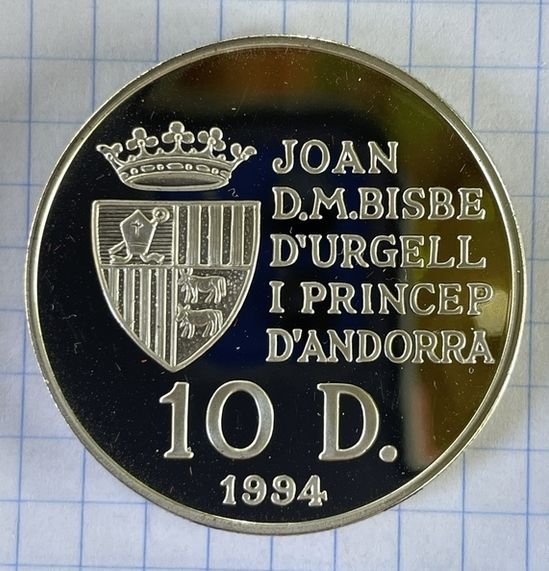 JOAN
D.M.BISBE
D'URGELL
I PRINCEP
D'ANDORRA
10 D.
1994